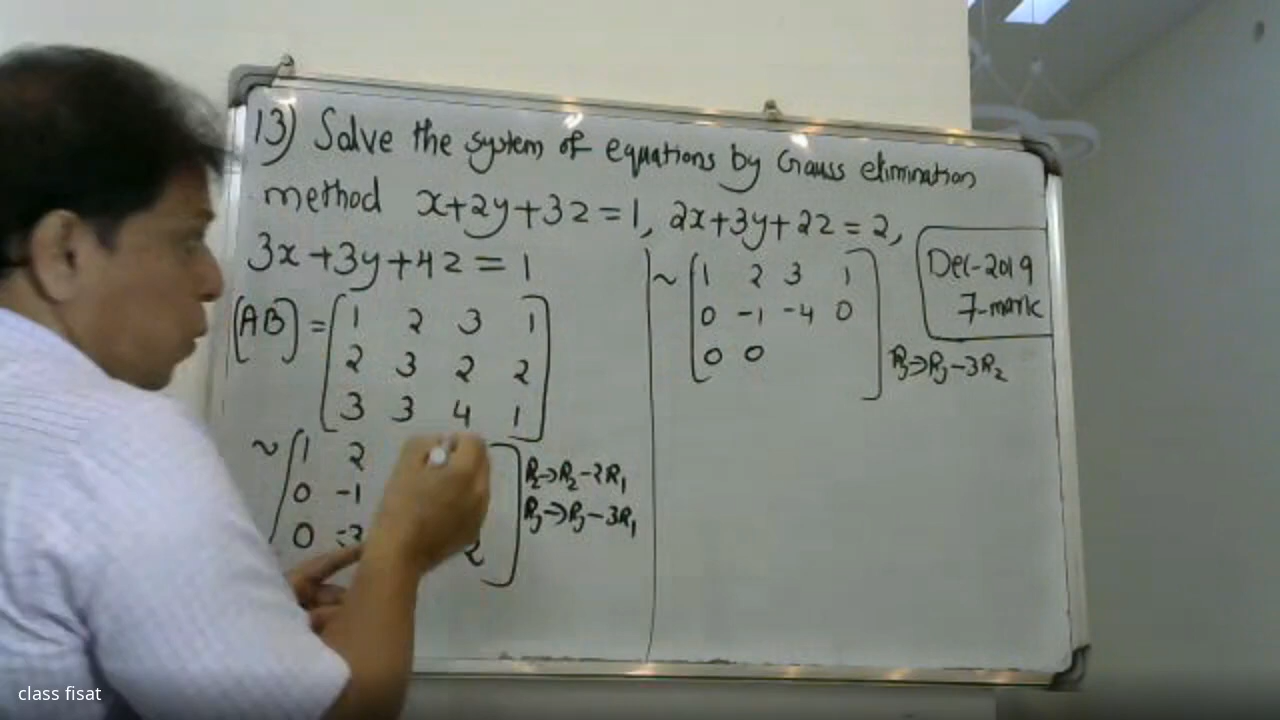 13) Solve the system of equations by Gauss elimination
method x+2y+3z=1, 2x+3y+2z=2,
3x+3y+4z=1
Dec-2019
7-mark
(AB) = [1 2 3 1
2 3 2 2
3 3 4 1]
~ [1 2
0 -1
0 -3 2]
R2→R2-2R1
R3→R3-3R1
~ [1 2 3 1
0 -1 -4 0
0 0 ]
R3→R3-3R2
class fisat